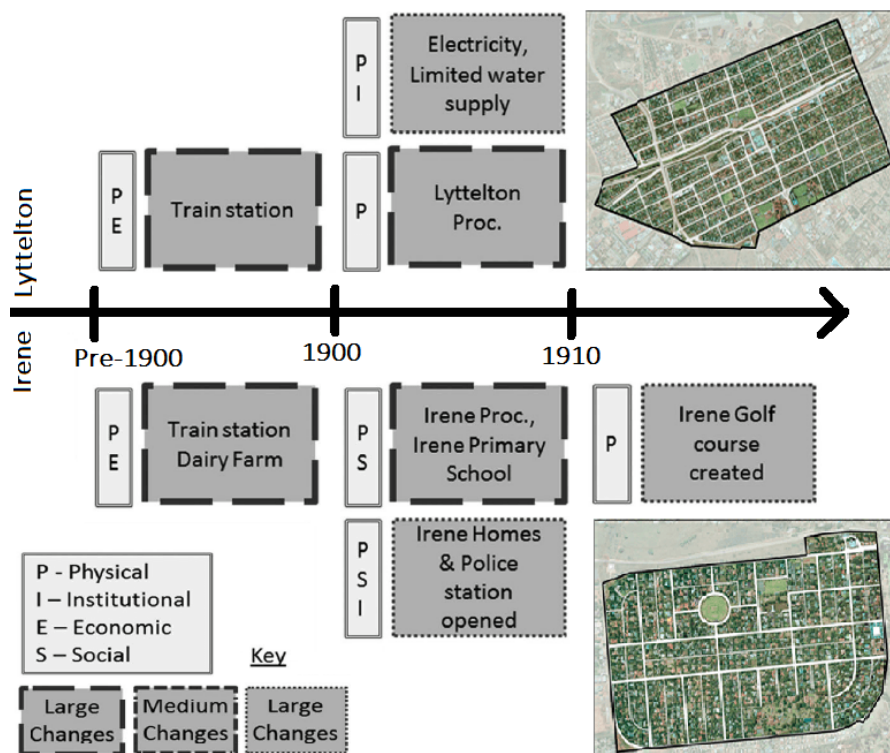 P
I
Electricity,
Limited water
supply
P
E
Train station
P
Lyttelton
Proc.
Lyttelton
Irene
Pre-1900
1900
1910
P
E
Train station
Dairy Farm
P
S
Irene Proc.,
Irene Primary
School
P
Irene Golf
course
created
P
S
I
Irene Homes
& Police
station
opened
P - Physical
I – Institutional
E – Economic
S – Social
Key
Large
Changes
Medium
Changes
Large
Changes